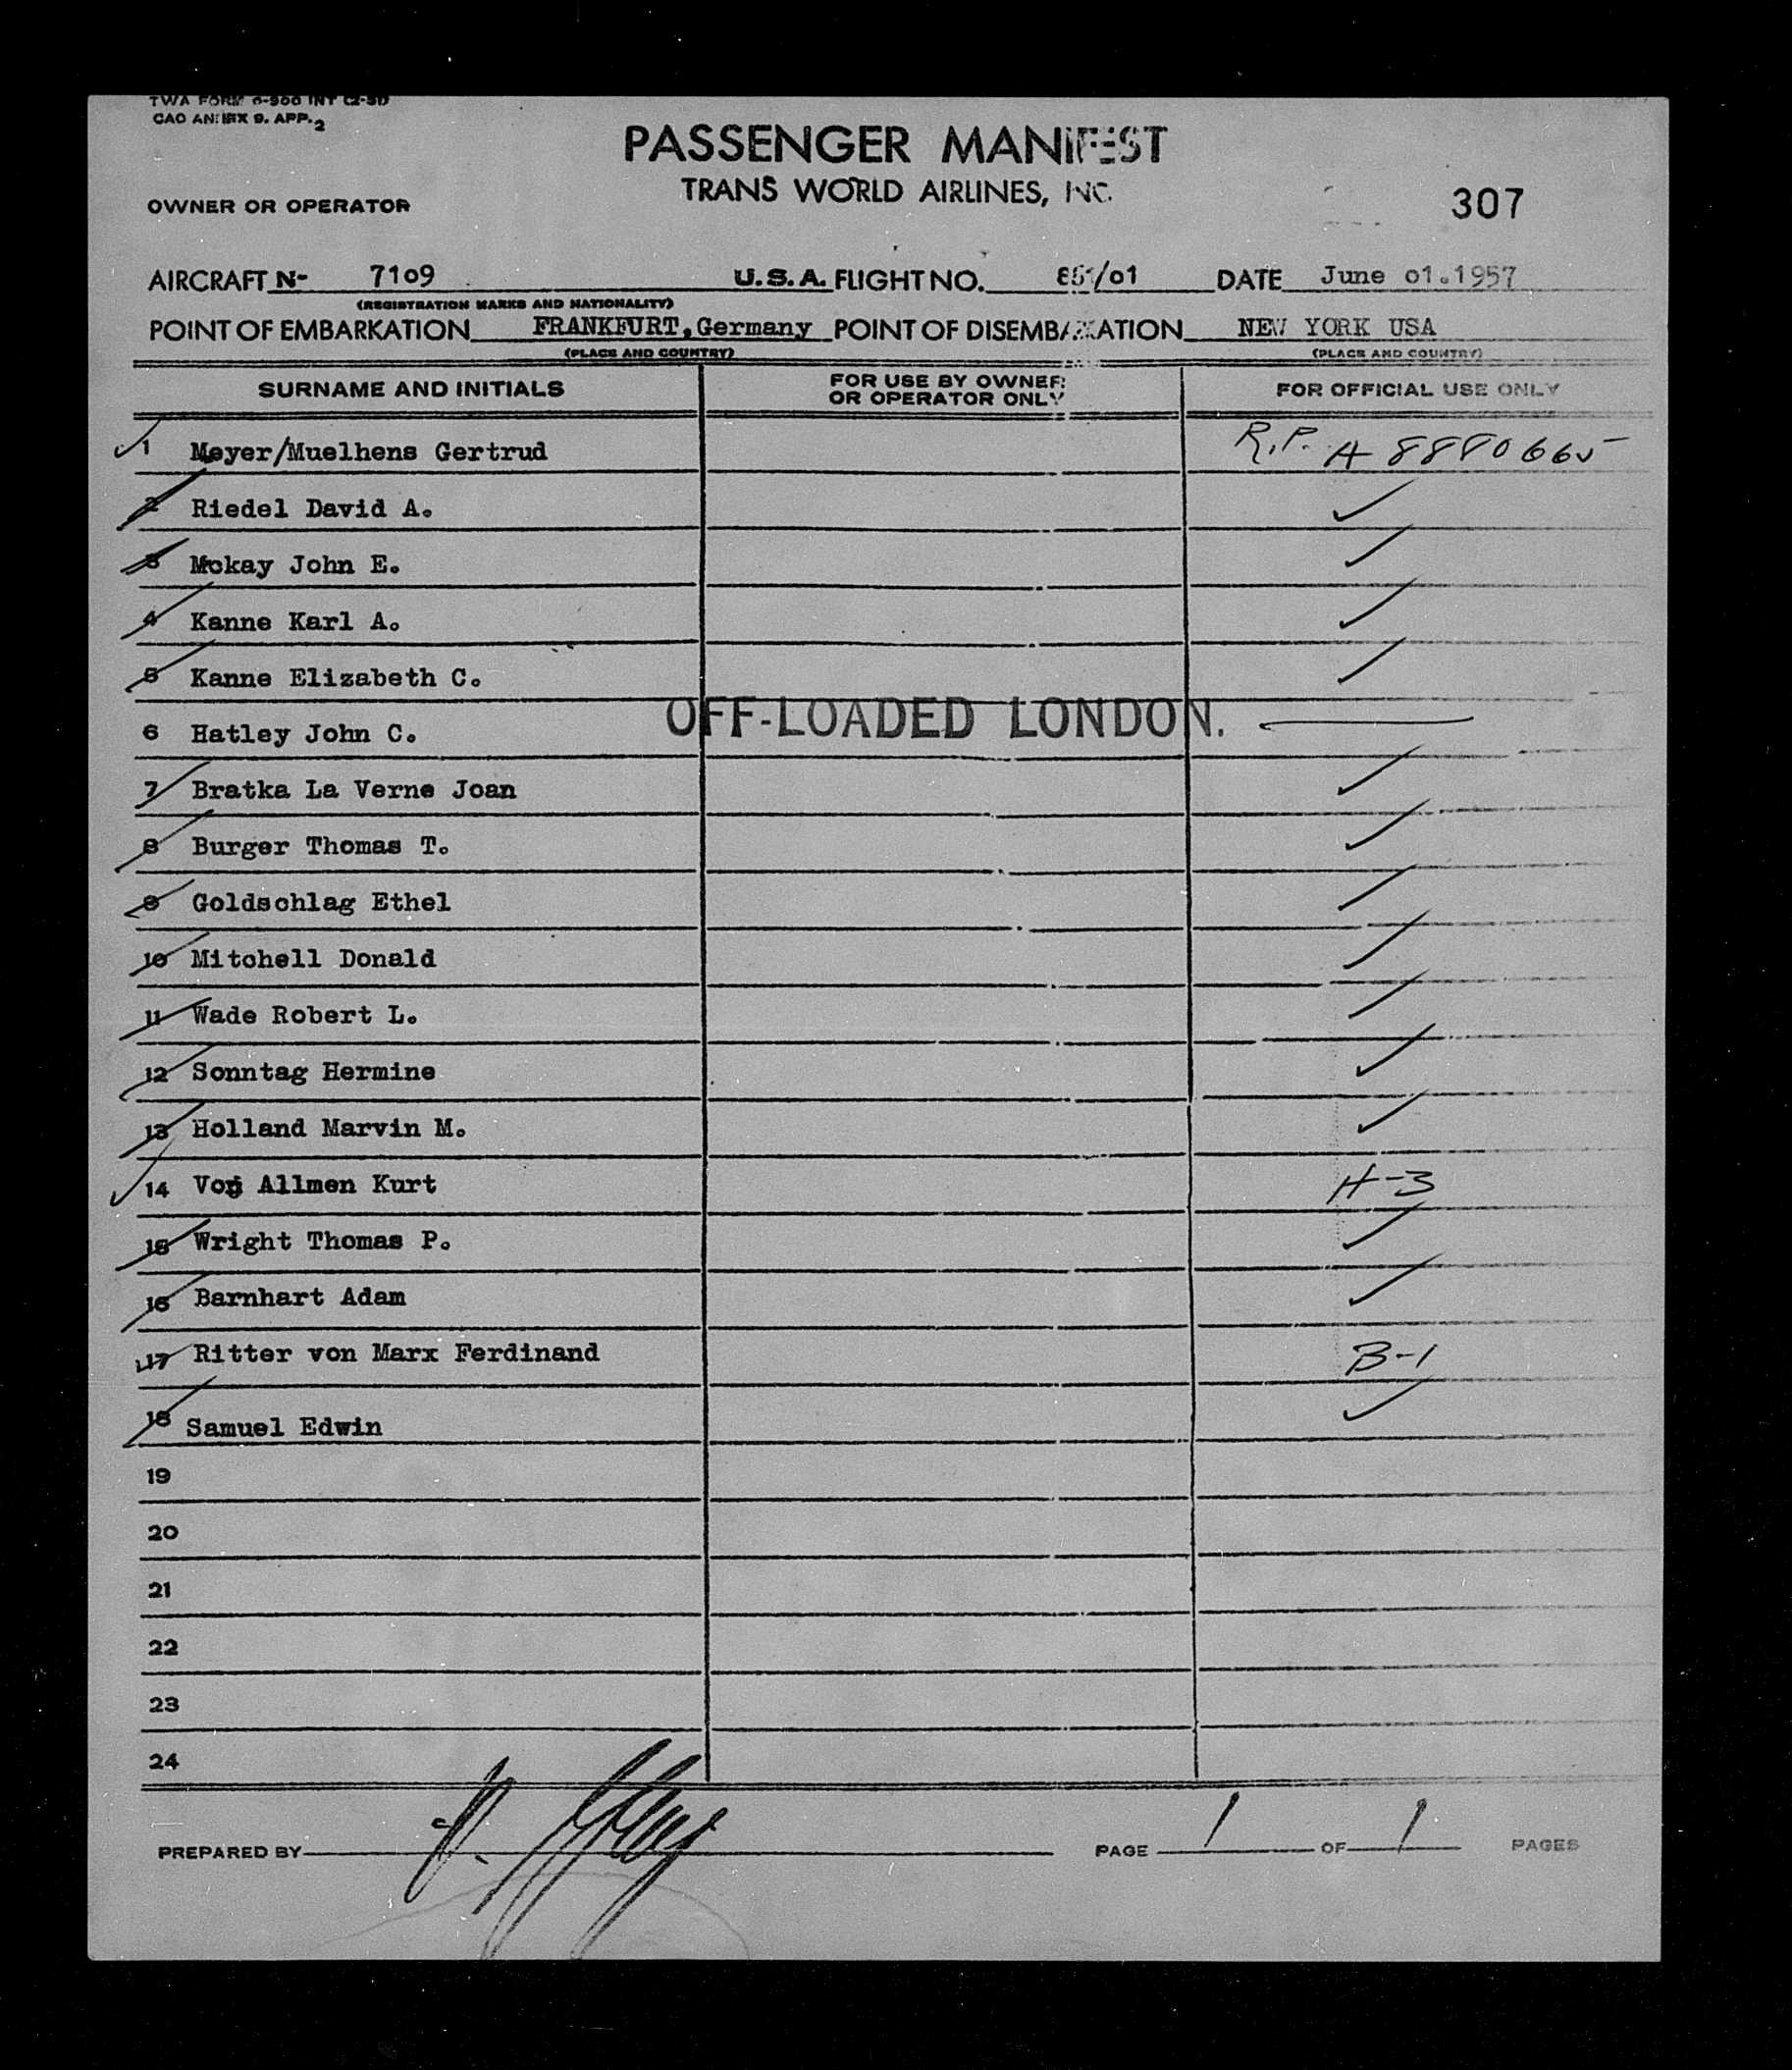 TWA FORM 0-900 INT
CAO ANNEX 9. APP. 2
PASSENGER MANIFEST
TRANS WORLD AIRLINES, INC.
OWNER OR OPERATOR
307
AIRCRAFT N- 7109 U.S.A. FLIGHT NO. /01 DATE June 01.1957
(REGISTRATION MARKS AND NATIONALITY)
POINT OF EMBARKATION FRANKFURT, Germany POINT OF DISEMBARKATION NEW YORK USA
(PLACE AND COUNTRY) (PLACE AND COUNTRY)
SURNAME AND INITIALS FOR USE BY OWNER OR OPERATOR ONLY FOR OFFICIAL USE ONLY
1 Meyer/Muelhens Gertrud R.P. A 8880665
2 Riedel David A. ✓
3 Mckay John E. ✓
4 Kanne Karl A. ✓
5 Kanne Elizabeth C. ✓
6 Hatley John C. OFF-LOADED LONDON.
7 Bratka La Verne Joan ✓
8 Burger Thomas T. ✓
9 Goldschlag Ethel ✓
10 Mitchell Donald ✓
11 Wade Robert L. ✓
12 Sonntag Hermine ✓
13 Holland Marvin M. ✓
14 Von Allmen Kurt H-3
15 Wright Thomas P. ✓
16 Barnhart Adam ✓
17 Ritter von Marx Ferdinand B-1
18 Samuel Edwin ✓
19
20
21
22
23
24
PREPARED BY PAGE 1 OF 1 PAGES